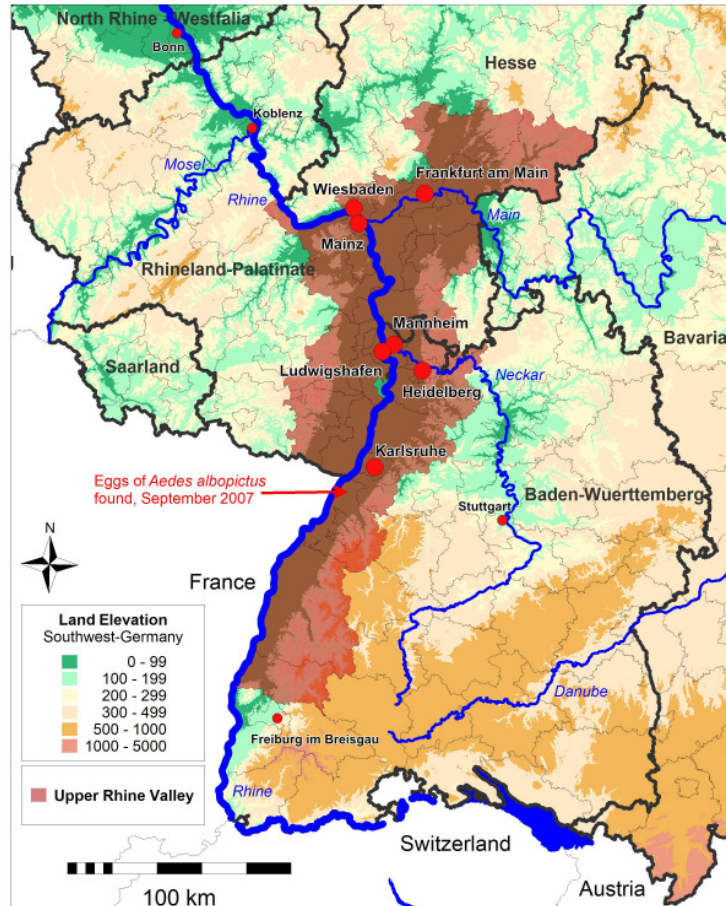 North Rhine - Westfalia
Bonn
Hesse
Koblenz
Mosel
Rhine
Wiesbaden
Frankfurt am Main
Main
Mainz
Rhineland-Palatinate
Mannheim
Bavaria
Saarland
Ludwigshafen
Neckar
Heidelberg
Karlsruhe
Eggs of Aedes albopictus
found, September 2007
Baden-Wuerttemberg
Stuttgart
N
France
Land Elevation
Southwest-Germany
0 - 99
100 - 199
200 - 299
300 - 499
500 - 1000
1000 - 5000
Danube
Freiburg im Breisgau
Upper Rhine Valley
Rhine
Switzerland
100 km
Austria